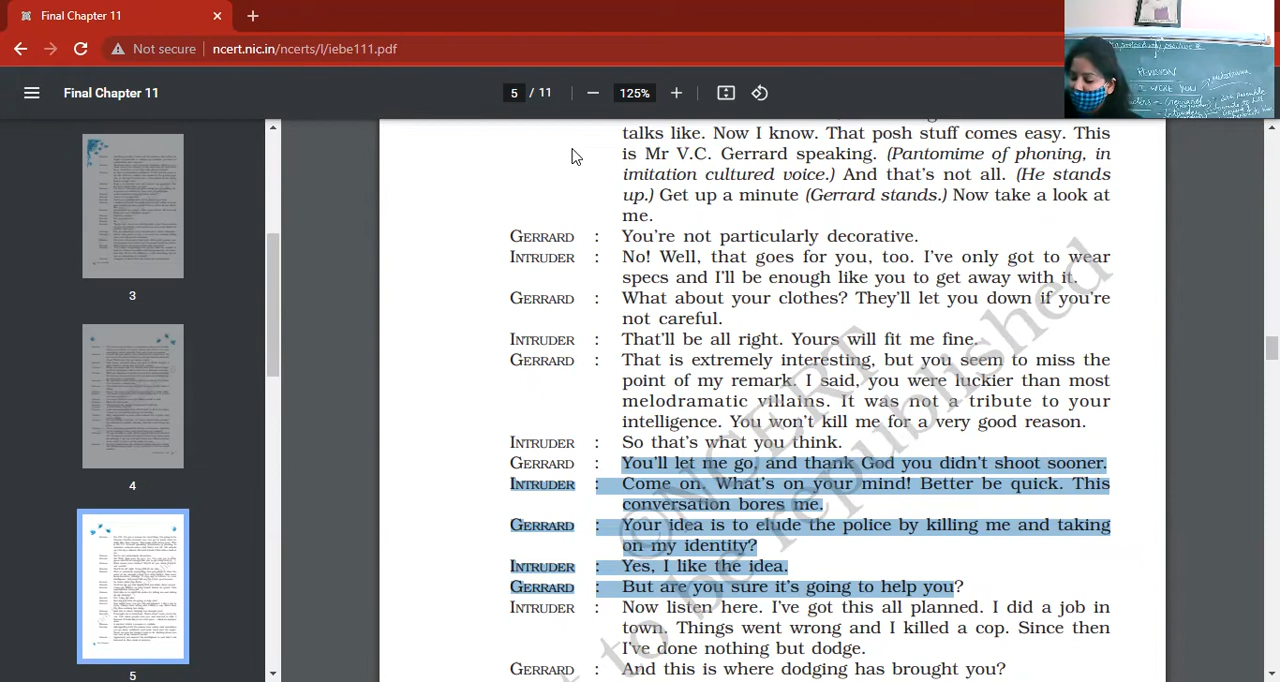 Final Chapter 11
Not secure
ncert.nic.in/ncerts/l/iebe111.pdf
Final Chapter 11
5 / 11
125%
3
4
5
talks like. Now I know. That posh stuff comes easy. This
is Mr V.C. Gerrard speaking. (Pantomime of phoning, in
imitation cultured voice.) And that's not all. (He stands
up.) Get up a minute (Gerrard stands.) Now take a look at
me.
GERRARD : You're not particularly decorative.
INTRUDER : No! Well, that goes for you, too. I've only got to wear
specs and I'll be enough like you to get away with it.
GERRARD : What about your clothes? They'll let you down if you're
not careful.
INTRUDER : That'll be all right. Yours will fit me fine.
GERRARD : That is extremely interesting, but you seem to miss the
point of my remark. I said, you were luckier than most
melodramatic villains. It was not a tribute to your
intelligence. You won't kill me for a very good reason.
INTRUDER : So that's what you think.
GERRARD : You'll let me go, and thank God you didn't shoot sooner.
INTRUDER : Come on. What's on your mind! Better be quick. This
conversation bores me.
GERRARD : Your idea is to elude the police by killing me and taking
on my identity?
INTRUDER : Yes, I like the idea.
GERRARD : But are you sure it's going to help you?
INTRUDER : Now listen here. I've got this all planned. I did a job in
town. Things went wrong and I killed a cop. Since then
I've done nothing but dodge.
GERRARD : And this is where dodging has brought you?
© NCERT
not to be republished
REVISION